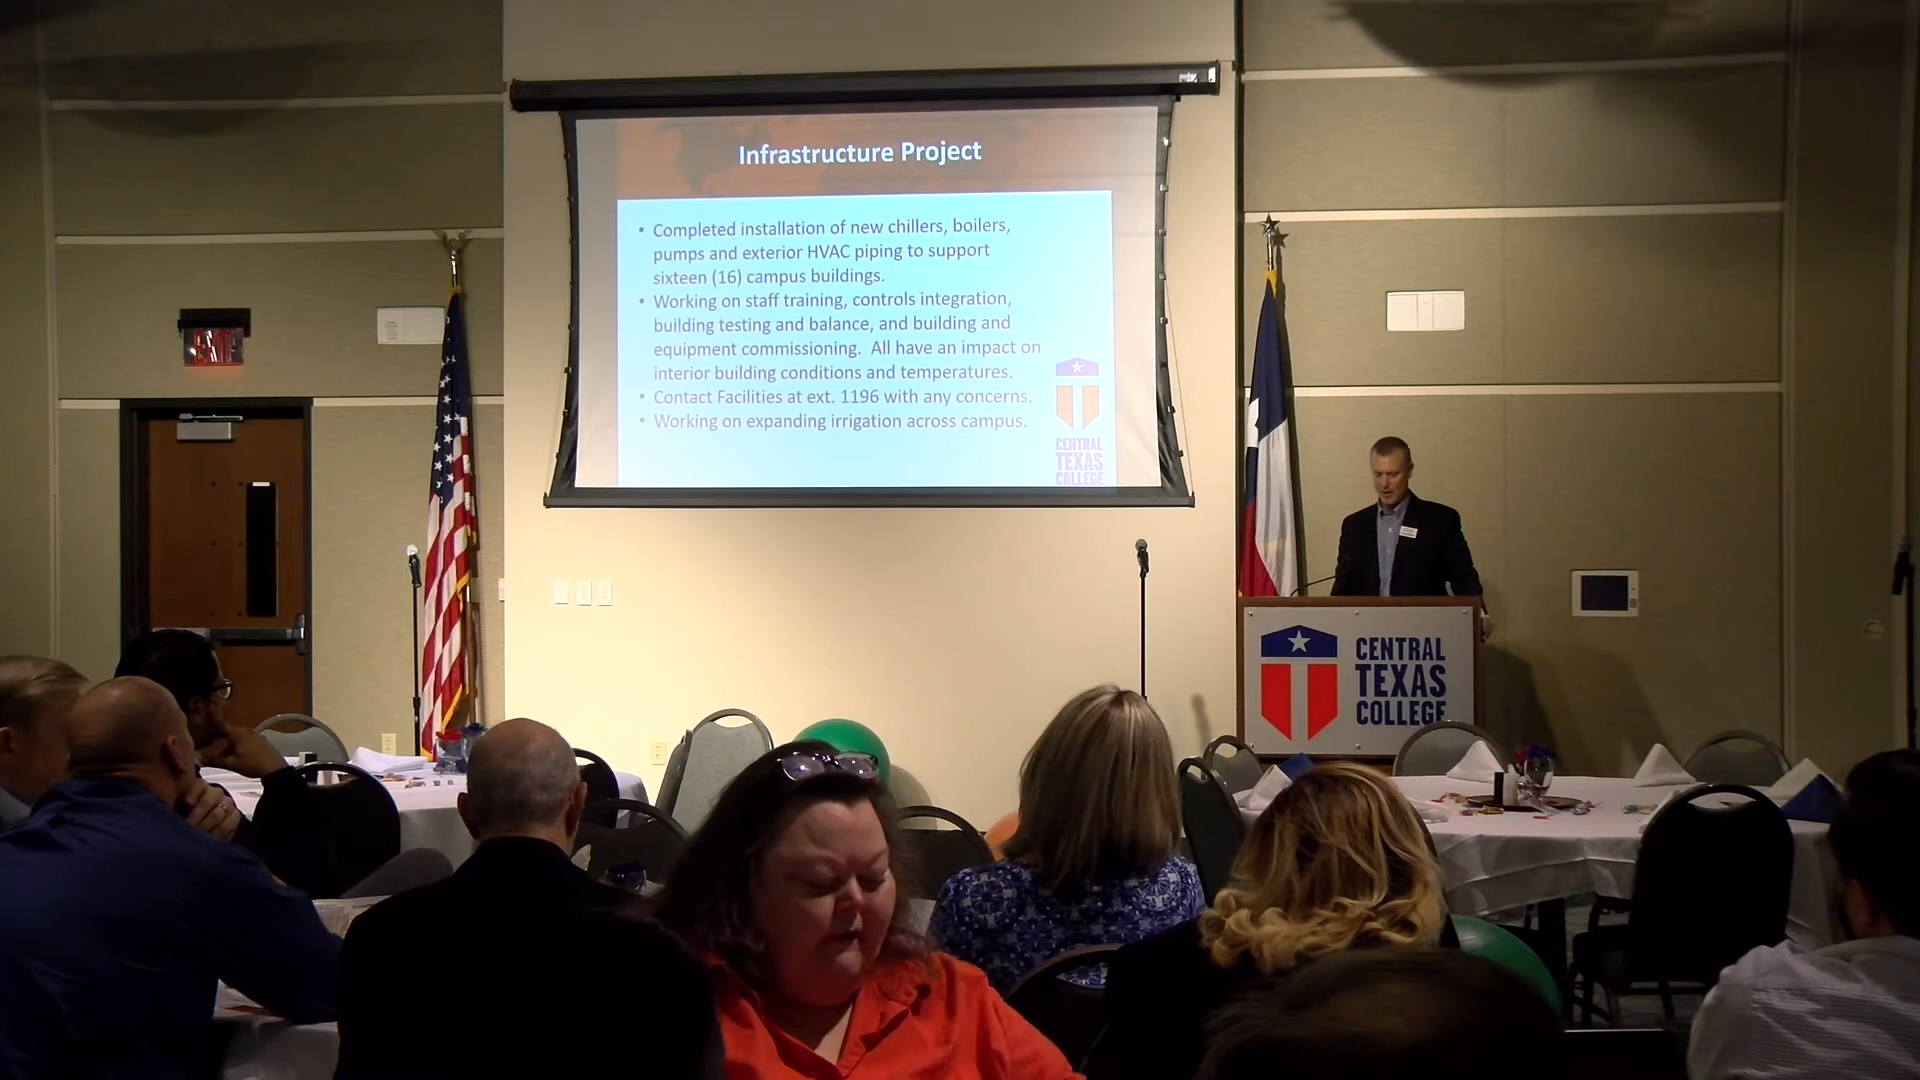 Infrastructure Project
• Completed installation of new chillers, boilers,
pumps and exterior HVAC piping to support
sixteen (16) campus buildings.
• Working on staff training, controls integration,
building testing and balance, and building and
equipment commissioning.  All have an impact on
interior building conditions and temperatures.
• Contact Facilities at ext. 1196 with any concerns.
• Working on expanding irrigation across campus.
CENTRAL
TEXAS
COLLEGE
EXIT
CENTRAL
TEXAS
COLLEGE